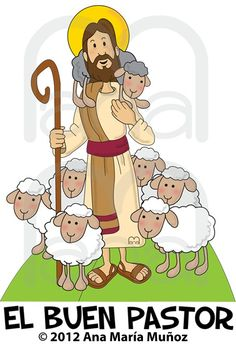 EL BUEN PASTOR
© 2012 Ana María Muñoz